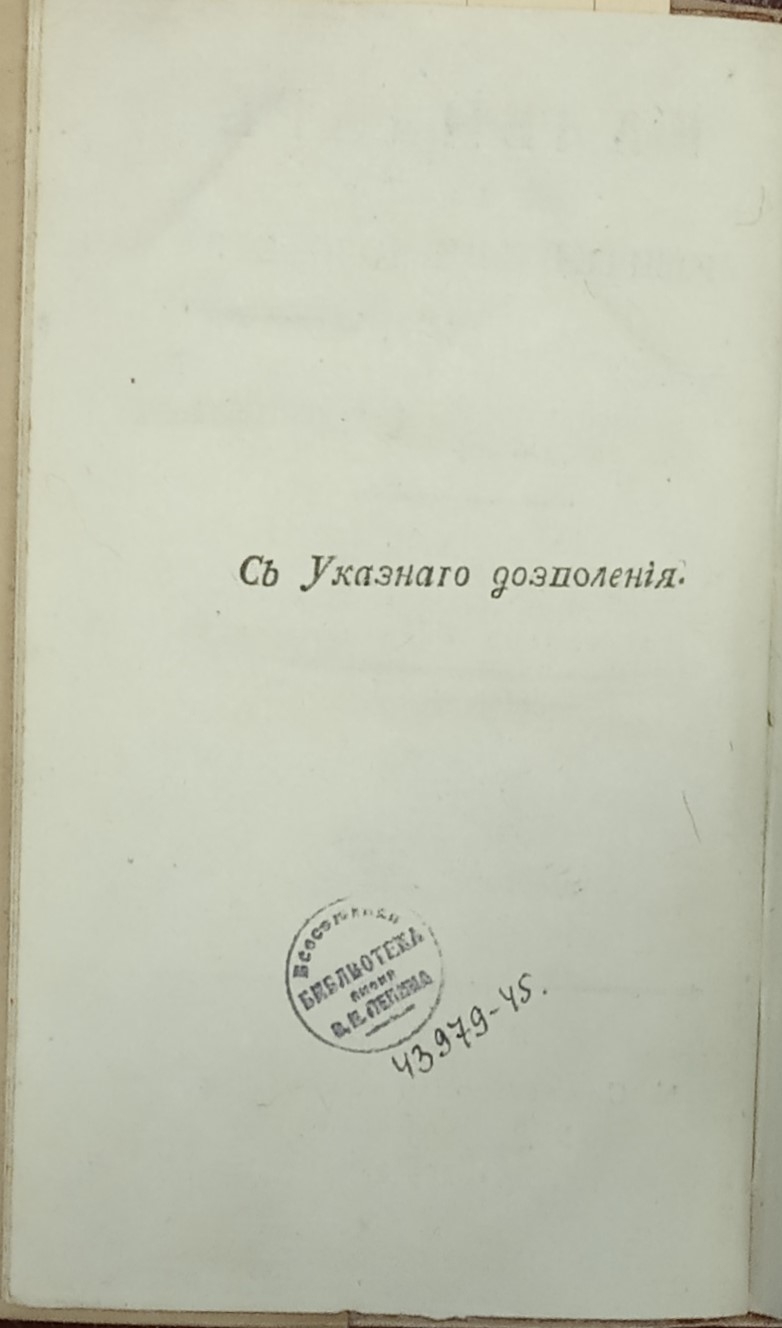 Съ Указнаго дозволенія.
Всесоюзная
БИБЛИОТЕКА
имени
В. И. ЛЕНИНА
43979-45.